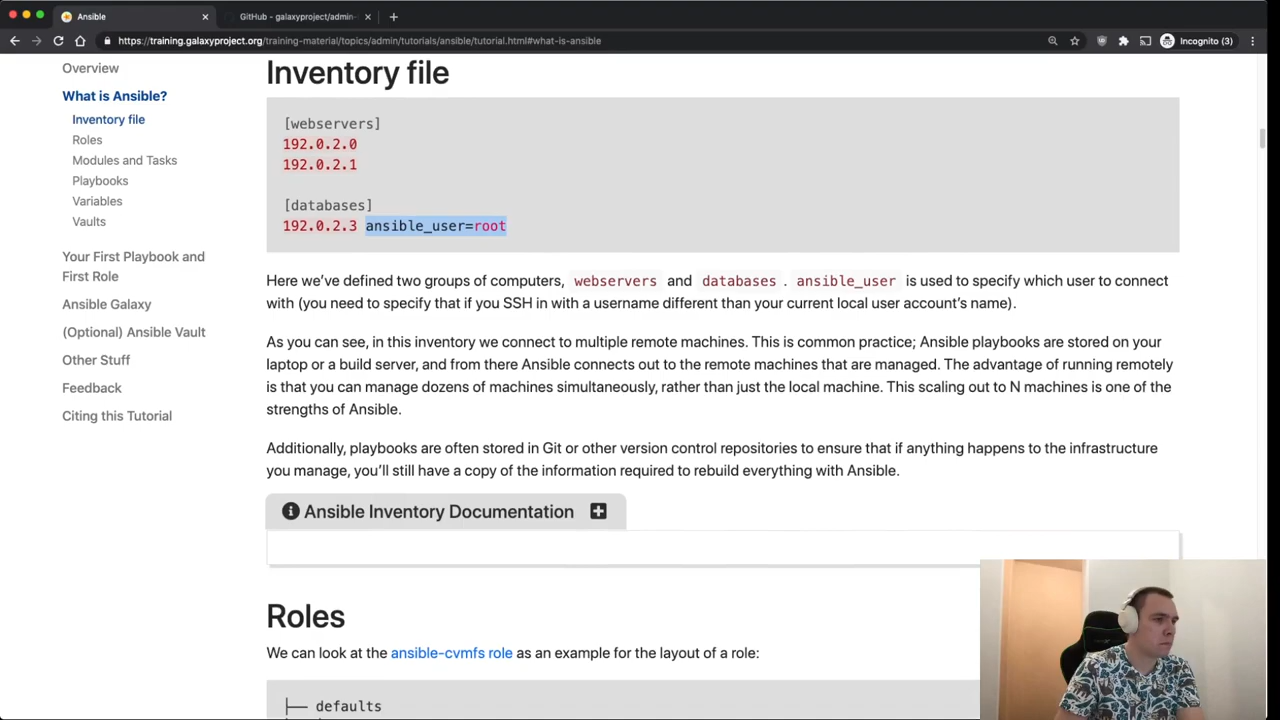 Ansible
GitHub - galaxyproject/admin-
https://training.galaxyproject.org/training-material/topics/admin/tutorials/ansible/tutorial.html#what-is-ansible
Incognito (3)
Overview
What is Ansible?
Inventory file
Roles
Modules and Tasks
Playbooks
Variables
Vaults
Your First Playbook and
First Role
Ansible Galaxy
(Optional) Ansible Vault
Other Stuff
Feedback
Citing this Tutorial
Inventory file
[webservers]
192.0.2.0
192.0.2.1
[databases]
192.0.2.3 ansible_user=root
Here we’ve defined two groups of computers, webservers and databases . ansible_user is used to specify which user to connect
with (you need to specify that if you SSH in with a username different than your current local user account’s name).
As you can see, in this inventory we connect to multiple remote machines. This is common practice; Ansible playbooks are stored on your
laptop or a build server, and from there Ansible connects out to the remote machines that are managed. The advantage of running remotely
is that you can manage dozens of machines simultaneously, rather than just the local machine. This scaling out to N machines is one of the
strengths of Ansible.
Additionally, playbooks are often stored in Git or other version control repositories to ensure that if anything happens to the infrastructure
you manage, you’ll still have a copy of the information required to rebuild everything with Ansible.
Ansible Inventory Documentation
Roles
We can look at the ansible-cvmfs role as an example for the layout of a role:
├── defaults